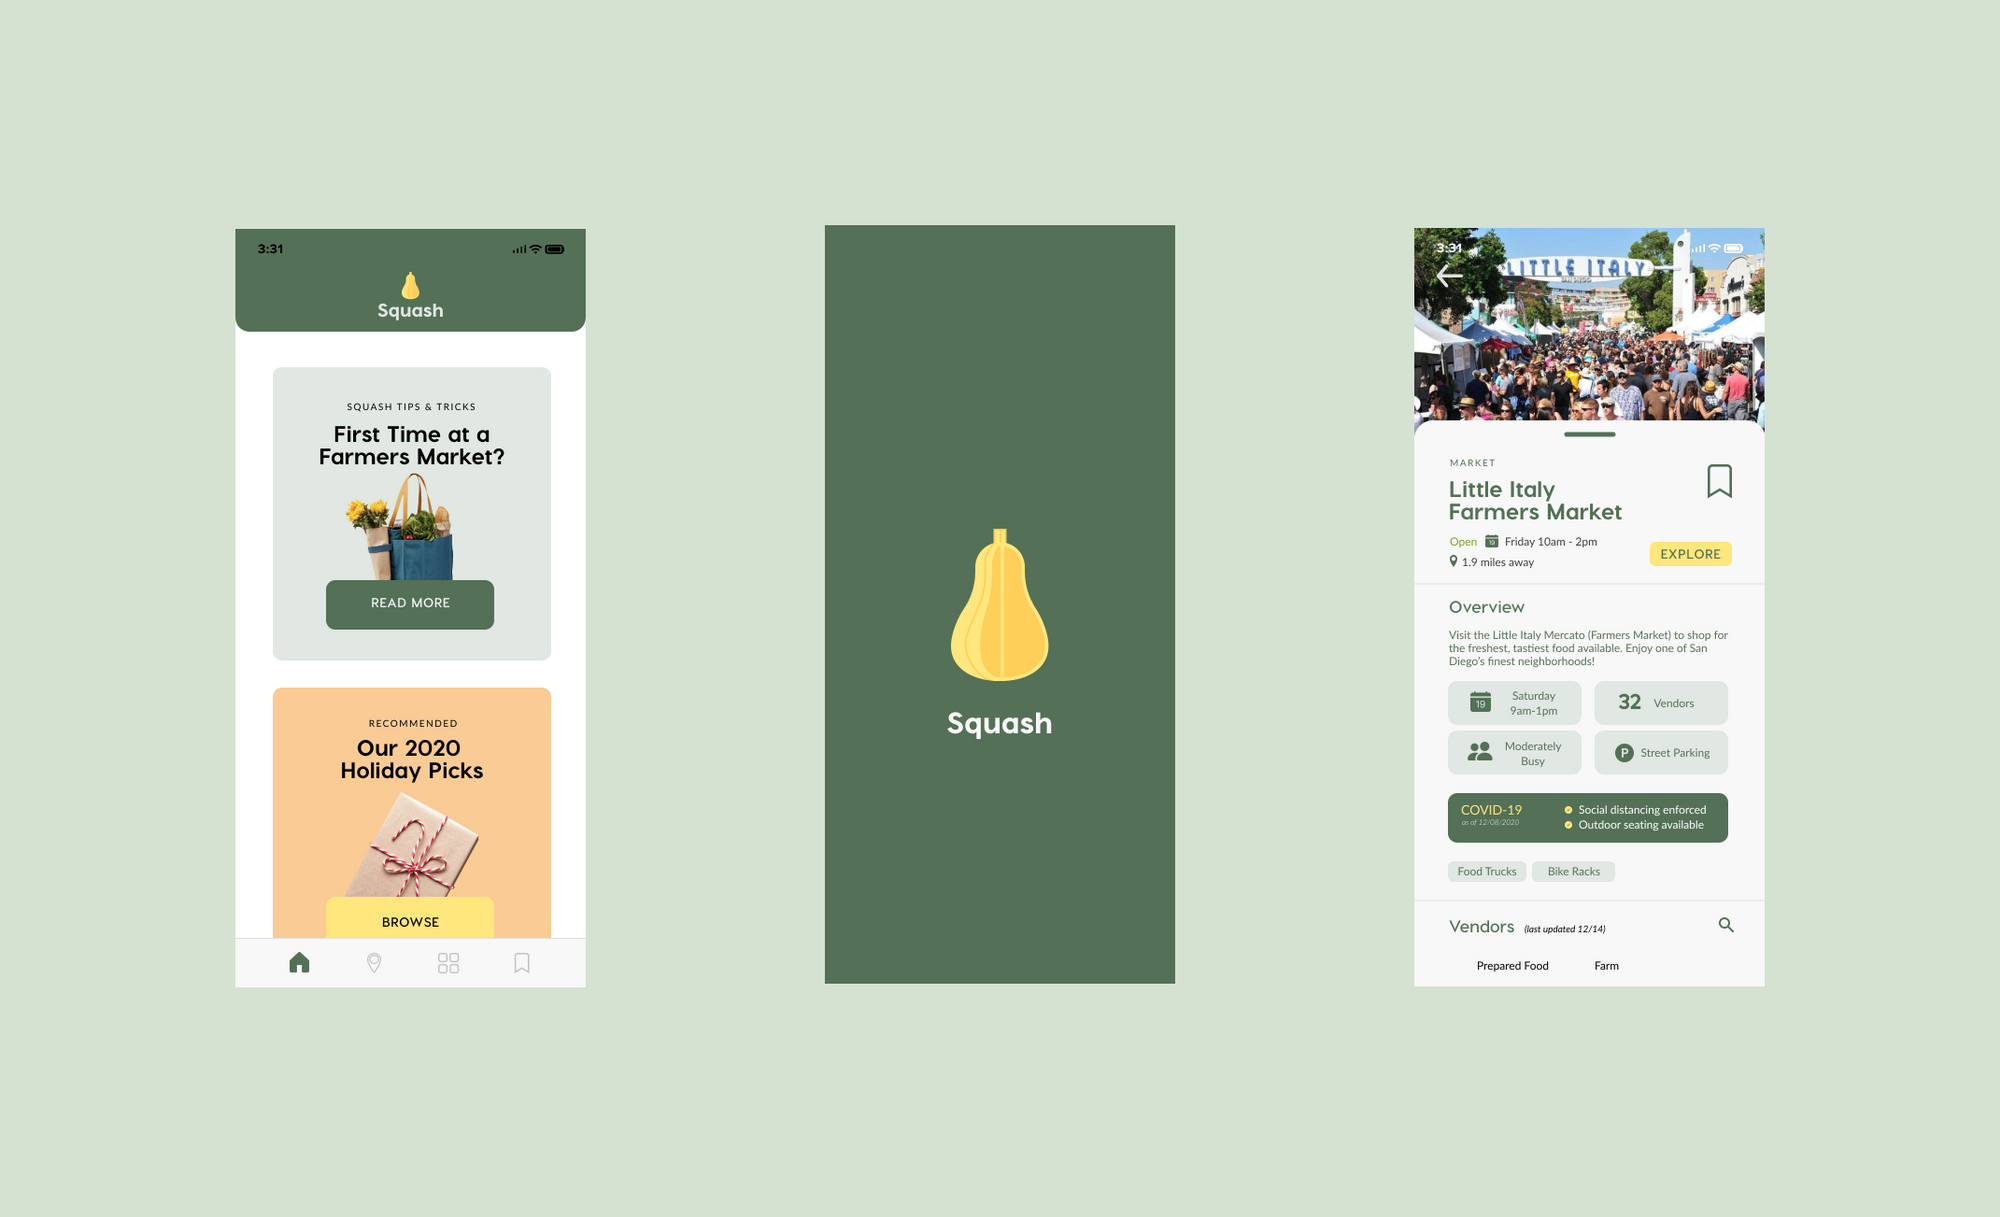 3:31
Squash
SQUASH TIPS & TRICKS
First Time at a
Farmers Market?
READ MORE
RECOMMENDED
Our 2020
Holiday Picks
BROWSE
Squash
3:31
LITTLE ITALY
MARKET
Little Italy
Farmers Market
Open 19 Friday 10am - 2pm
1.9 miles away
EXPLORE
Overview
Visit the Little Italy Mercato (Farmers Market) to shop for
the freshest, tastiest food available. Enjoy one of San
Diego's finest neighborhoods!
19
Saturday
9am-1pm
32 Vendors
Moderately
Busy
P Street Parking
COVID-19
as of 12/08/2020
Social distancing enforced
Outdoor seating available
Food Trucks
Bike Racks
Vendors (last updated 12/14)
Prepared Food
Farm